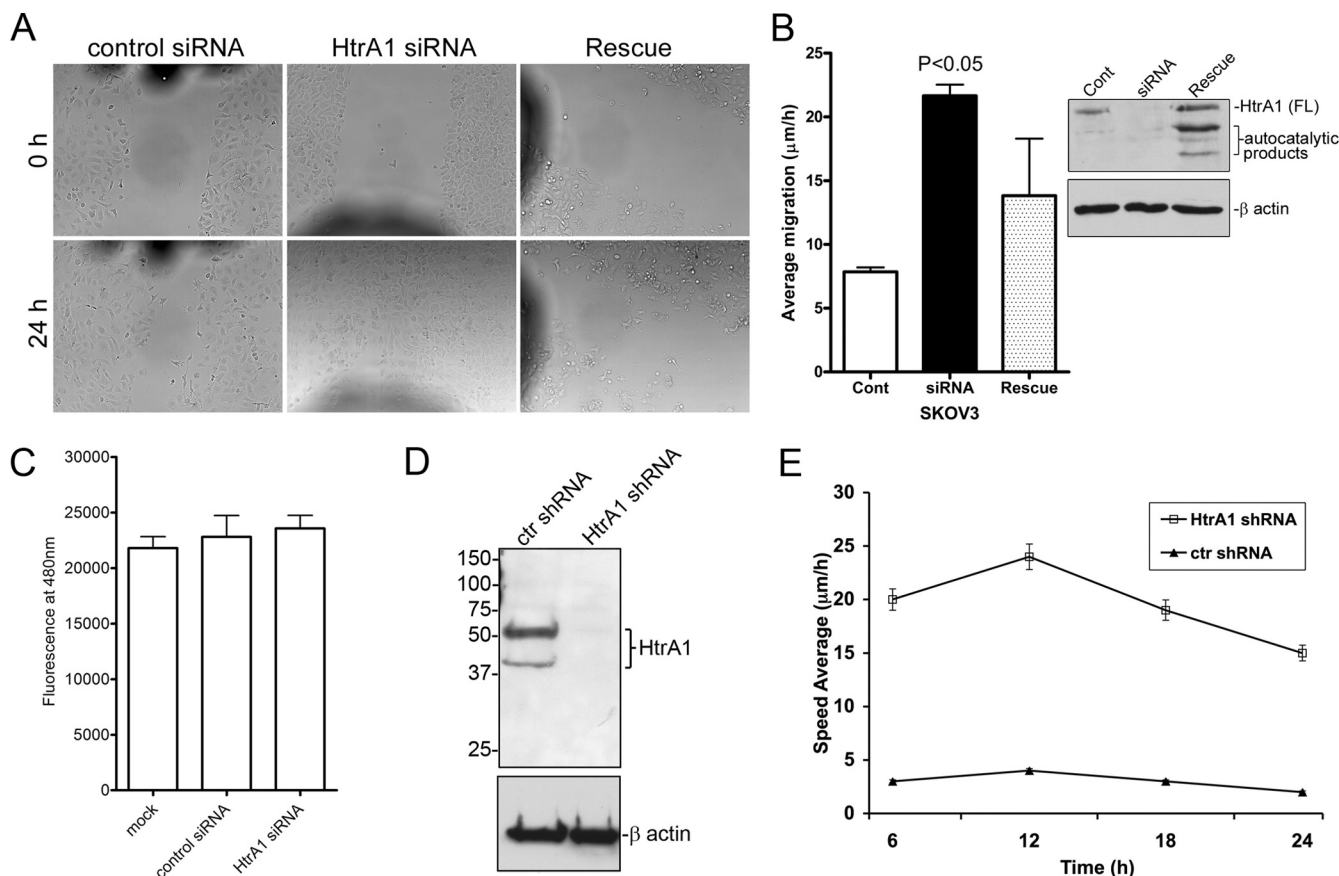 A
control siRNA
HtrA1 siRNA
Rescue
0 h
24 h
B
Average migration (μm/h)
25
20
15
10
5
0
P<0.05
Cont
siRNA
Rescue
SKOV3
Cont
siRNA
Rescue
-HtrA1 (FL)
autocatalytic
products
-β actin
C
Fluorescence at 480nm
30000
25000
20000
15000
10000
5000
0
mock
control siRNA
HtrA1 siRNA
D
ctr shRNA
HtrA1 shRNA
150-
100-
75-
50-
37-
25-
HtrA1
-β actin
E
Speed Average (μm/h)
30
25
20
15
10
5
0
HtrA1 shRNA
ctr shRNA
6
12
18
24
Time (h)